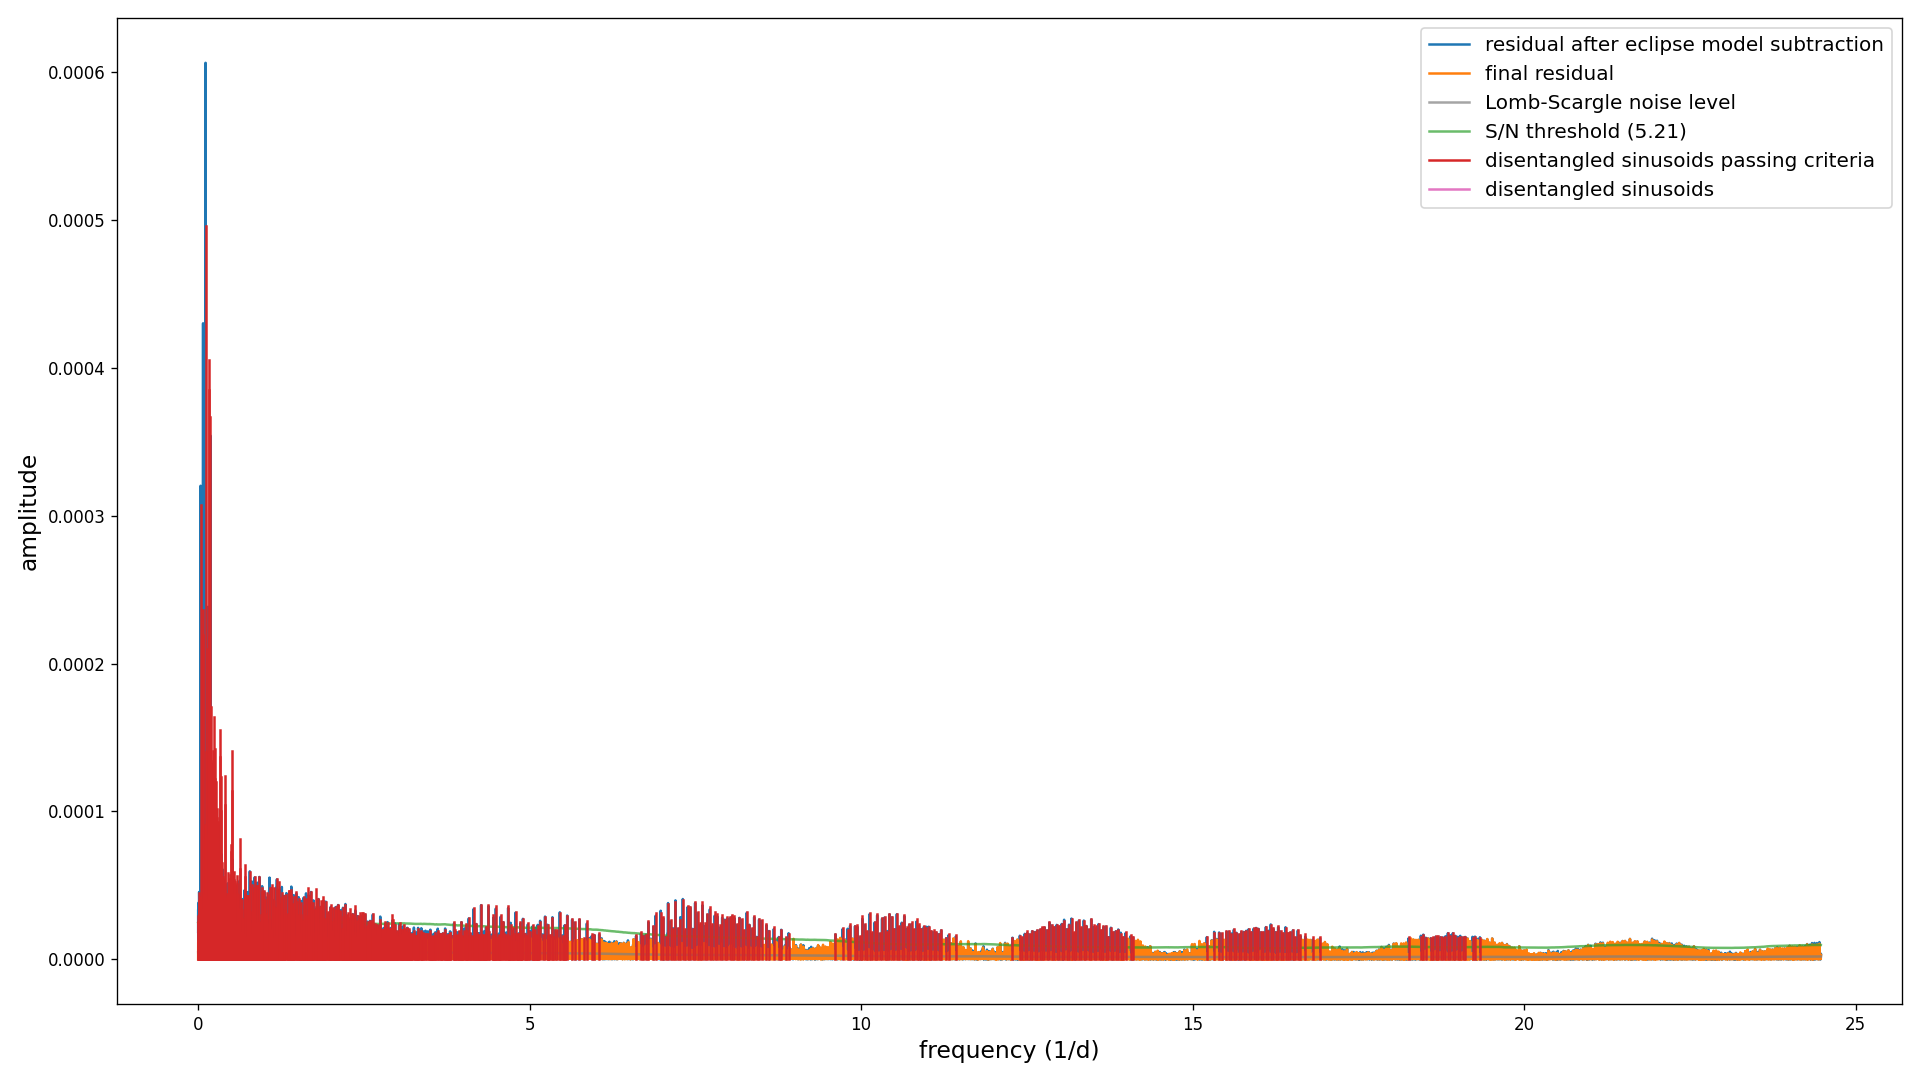 residual after eclipse model subtraction
final residual
Lomb-Scargle noise level
S/N threshold (5.21)
disentangled sinusoids passing criteria
disentangled sinusoids
0.0006
0.0005
0.0004
0.0003
0.0002
0.0001
0.0000
amplitude
0 5 10 15 20 25
frequency (1/d)